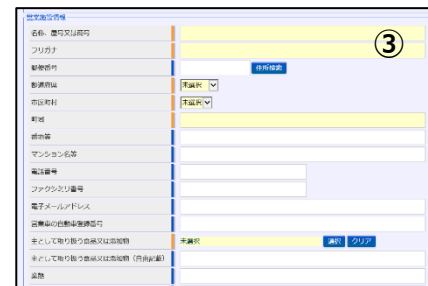 営業施設情報
名称、屋号又は商号
③
フリガナ
郵便番号
住所検索
都道府県
未選択
市区町村
未選択
町名
番地等
マンション名等
電話番号
ファクシミリ番号
電子メールアドレス
営業車の自動車登録番号
主として取り扱う食品又は添加物
未選択
選択
クリア
主として取り扱う食品又は添加物（自由記載）
業態